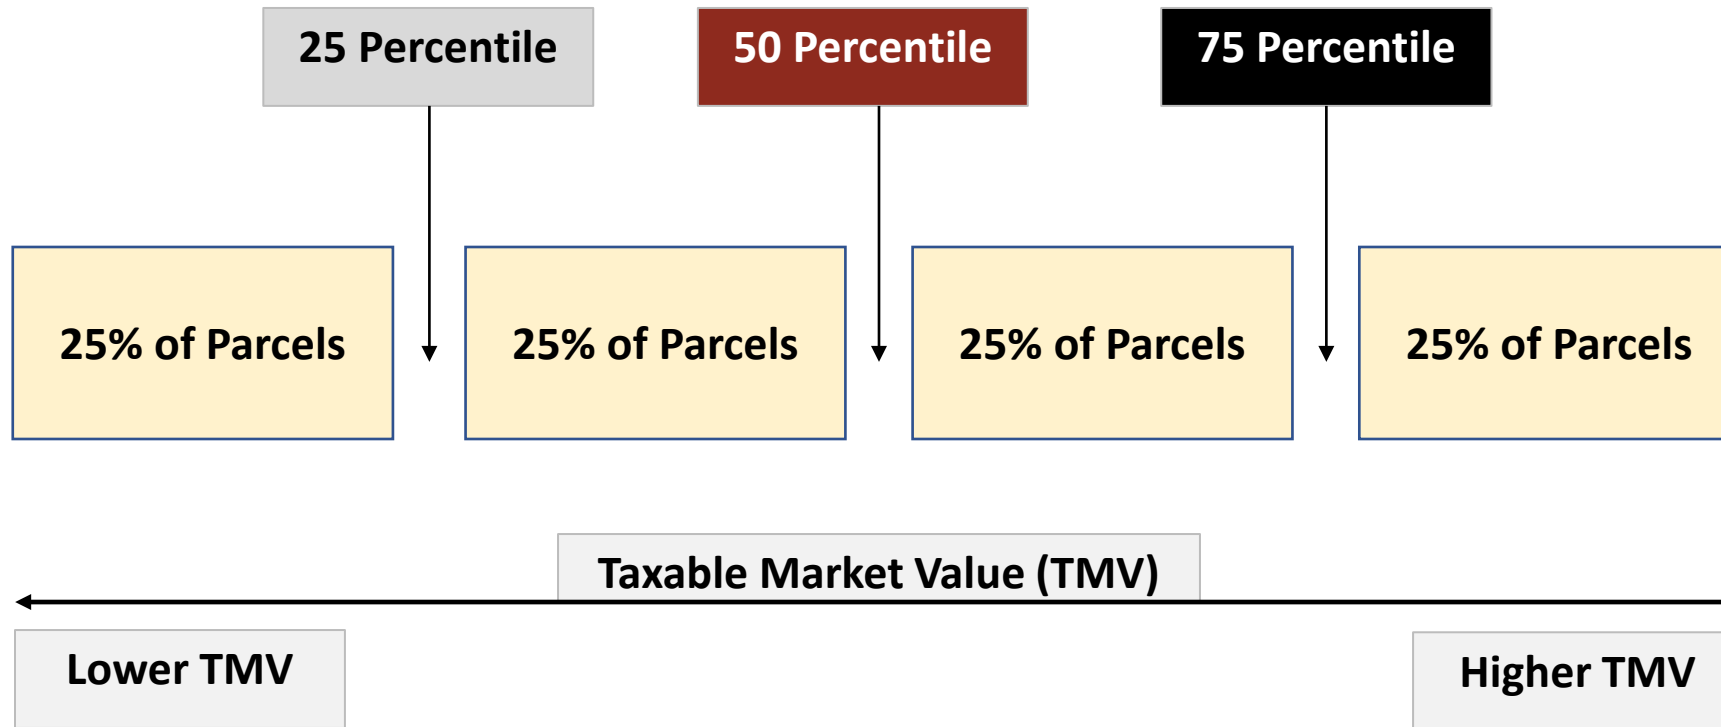 25 Percentile
50 Percentile
75 Percentile
25% of Parcels
25% of Parcels
25% of Parcels
25% of Parcels
Taxable Market Value (TMV)
Lower TMV
Higher TMV